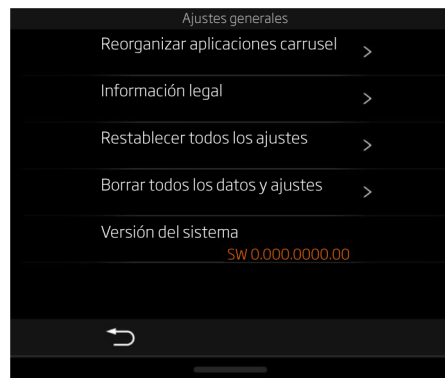 Ajustes generales
Reorganizar aplicaciones carrusel
Información legal
Restablecer todos los ajustes
Borrar todos los datos y ajustes
Versión del sistema
SW 0.000.0000.00